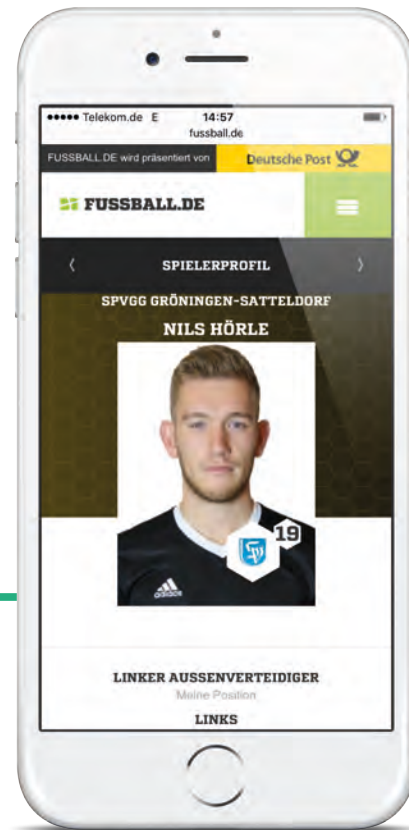 Telekom.de E 14:57
fussball.de
FUSSBALL.DE wird präsentiert von Deutsche Post
FUSSBALL.DE
SPIELERPROFIL
SPVGG GRÖNINGEN-SATTELDORF
NILS HÖRLE
19
SV
adidas
LINKER AUSSENVERTEIDIGER
Meine Position
LINKS